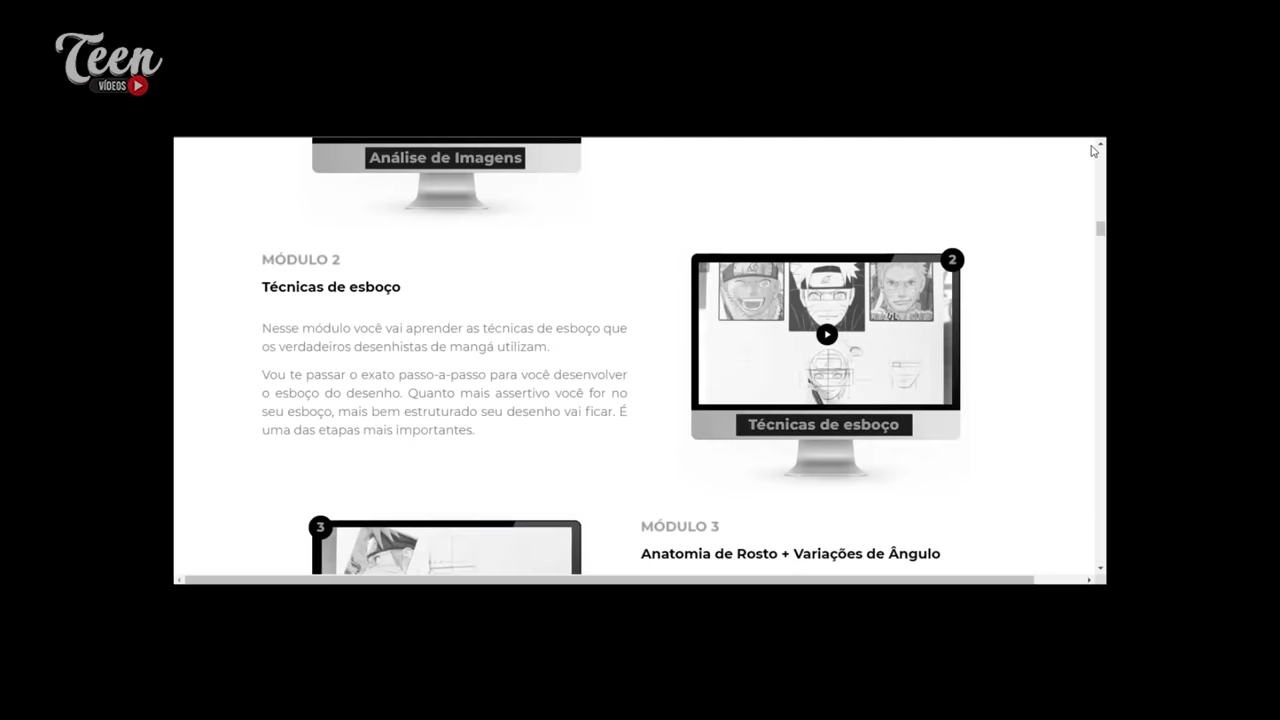 Teen
VÍDEOS
Análise de Imagens
MÓDULO 2
Técnicas de esboço
Nesse módulo você vai aprender as técnicas de esboço que
os verdadeiros desenhistas de mangá utilizam.
Vou te passar o exato passo-a-passo para você desenvolver
o esboço do desenho. Quanto mais assertivo você for no
seu esboço, mais bem estruturado seu desenho vai ficar. É
uma das etapas mais importantes.
2
Técnicas de esboço
3
MÓDULO 3
Anatomia de Rosto + Variações de Ângulo